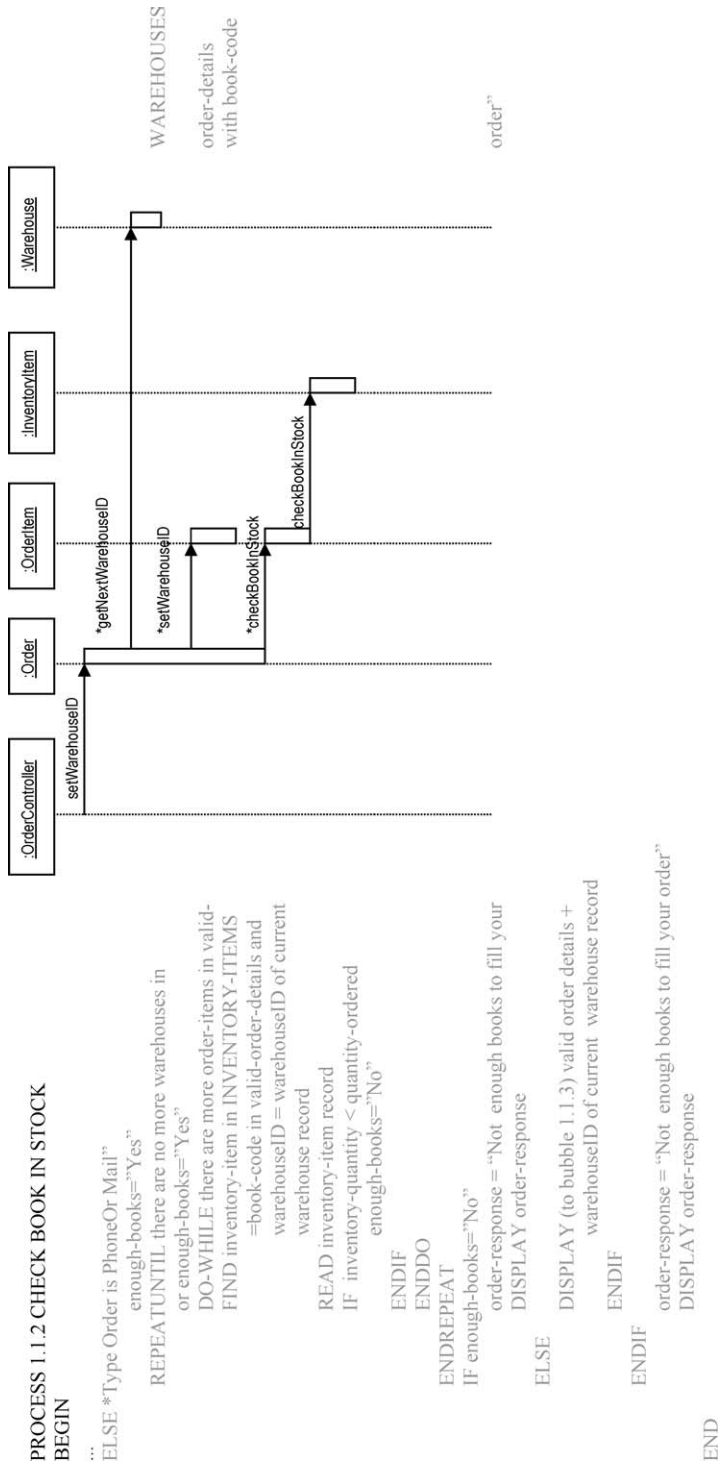 PROCESS 1.1.2 CHECK BOOK IN STOCK
BEGIN
...
ELSE *Type Order is PhoneOr Mail”
enough-books=”Yes”
REPEATUNTIL there are no more warehouses in WAREHOUSES
or enough-books=”Yes”
DO-WHILE there are more order-items in valid- order-details
FIND inventory-item in INVENTORY-ITEMS with book-code
=book-code in valid-order-details and
warehouseID = warehouseID of current
warehouse record
READ inventory-item record
IF inventory-quantity < quantity-ordered
enough-books=”No”
ENDIF
ENDDO
ENDREPEAT
IF enough-books=”No”
order-response = “Not enough books to fill your order”
DISPLAY order-response
ELSE
DISPLAY (to bubble 1.1.3) valid order details +
warehouseID of current warehouse record
ENDIF
ENDIF
order-response = “Not enough books to fill your order”
DISPLAY order-response
END
:OrderController
:Order
:OrderItem
:InventoryItem
:Warehouse
setWarehouseID
*getNextWarehouseID
*setWarehouseID
*checkBookInStock
checkBookInStock